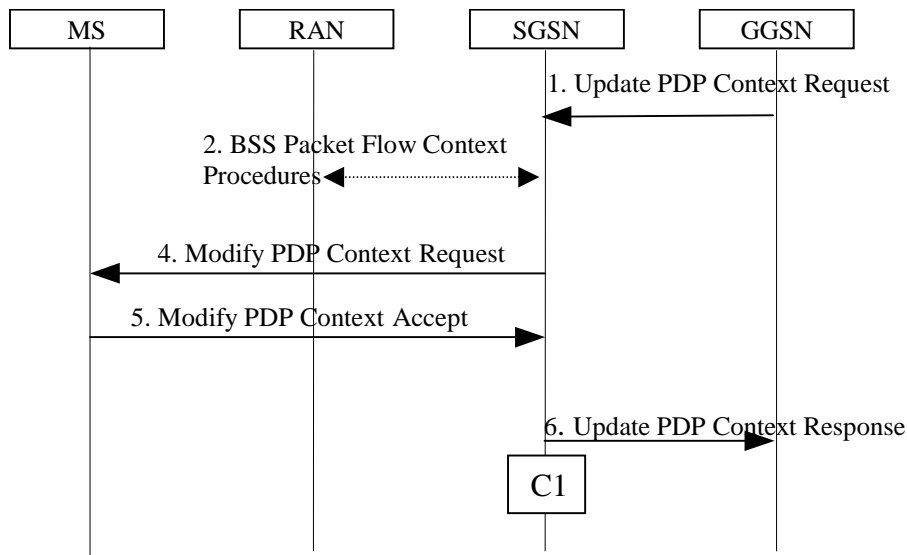 MS
RAN
SGSN
GGSN
1. Update PDP Context Request
2. BSS Packet Flow Context
Procedures
4. Modify PDP Context Request
5. Modify PDP Context Accept
6. Update PDP Context Response
C1